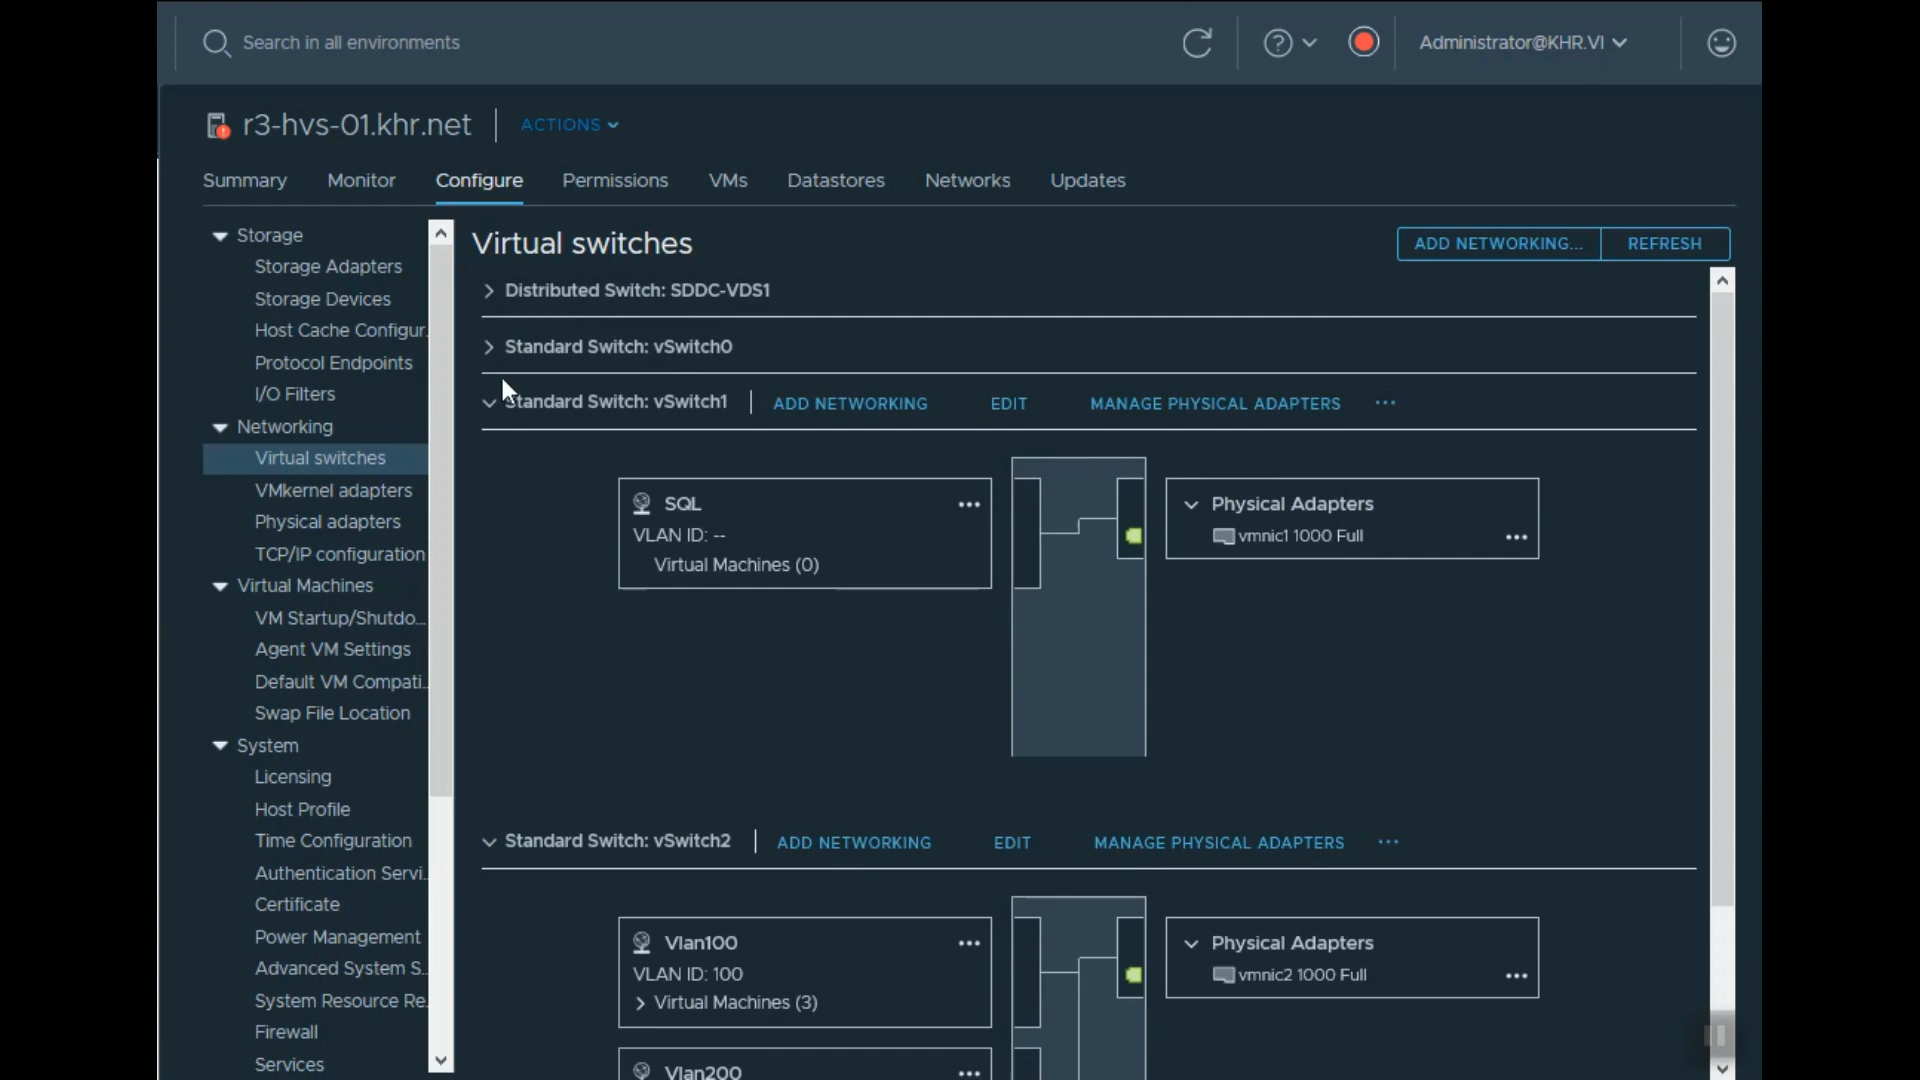 Search in all environments
Administrator@KHR.VI
r3-hvs-01.khr.net
ACTIONS
Summary
Monitor
Configure
Permissions
VMs
Datastores
Networks
Updates
Storage
Storage Adapters
Storage Devices
Host Cache Configur.
Protocol Endpoints
I/O Filters
Networking
Virtual switches
VMkernel adapters
Physical adapters
TCP/IP configuration
Virtual Machines
VM Startup/Shutdo...
Agent VM Settings
Default VM Compati..
Swap File Location
System
Licensing
Host Profile
Time Configuration
Authentication Servi..
Certificate
Power Management
Advanced System S..
System Resource Re.
Firewall
Services
Virtual switches
ADD NETWORKING...
REFRESH
Distributed Switch: SDDC-VDS1
Standard Switch: vSwitch0
Standard Switch: vSwitch1
ADD NETWORKING
EDIT
MANAGE PHYSICAL ADAPTERS
...
SQL
...
VLAN ID: --
Virtual Machines (0)
Physical Adapters
vmnic1 1000 Full
...
Standard Switch: vSwitch2
ADD NETWORKING
EDIT
MANAGE PHYSICAL ADAPTERS
...
Vlan100
...
VLAN ID: 100
Virtual Machines (3)
Physical Adapters
vmnic2 1000 Full
...
Vlan200
...